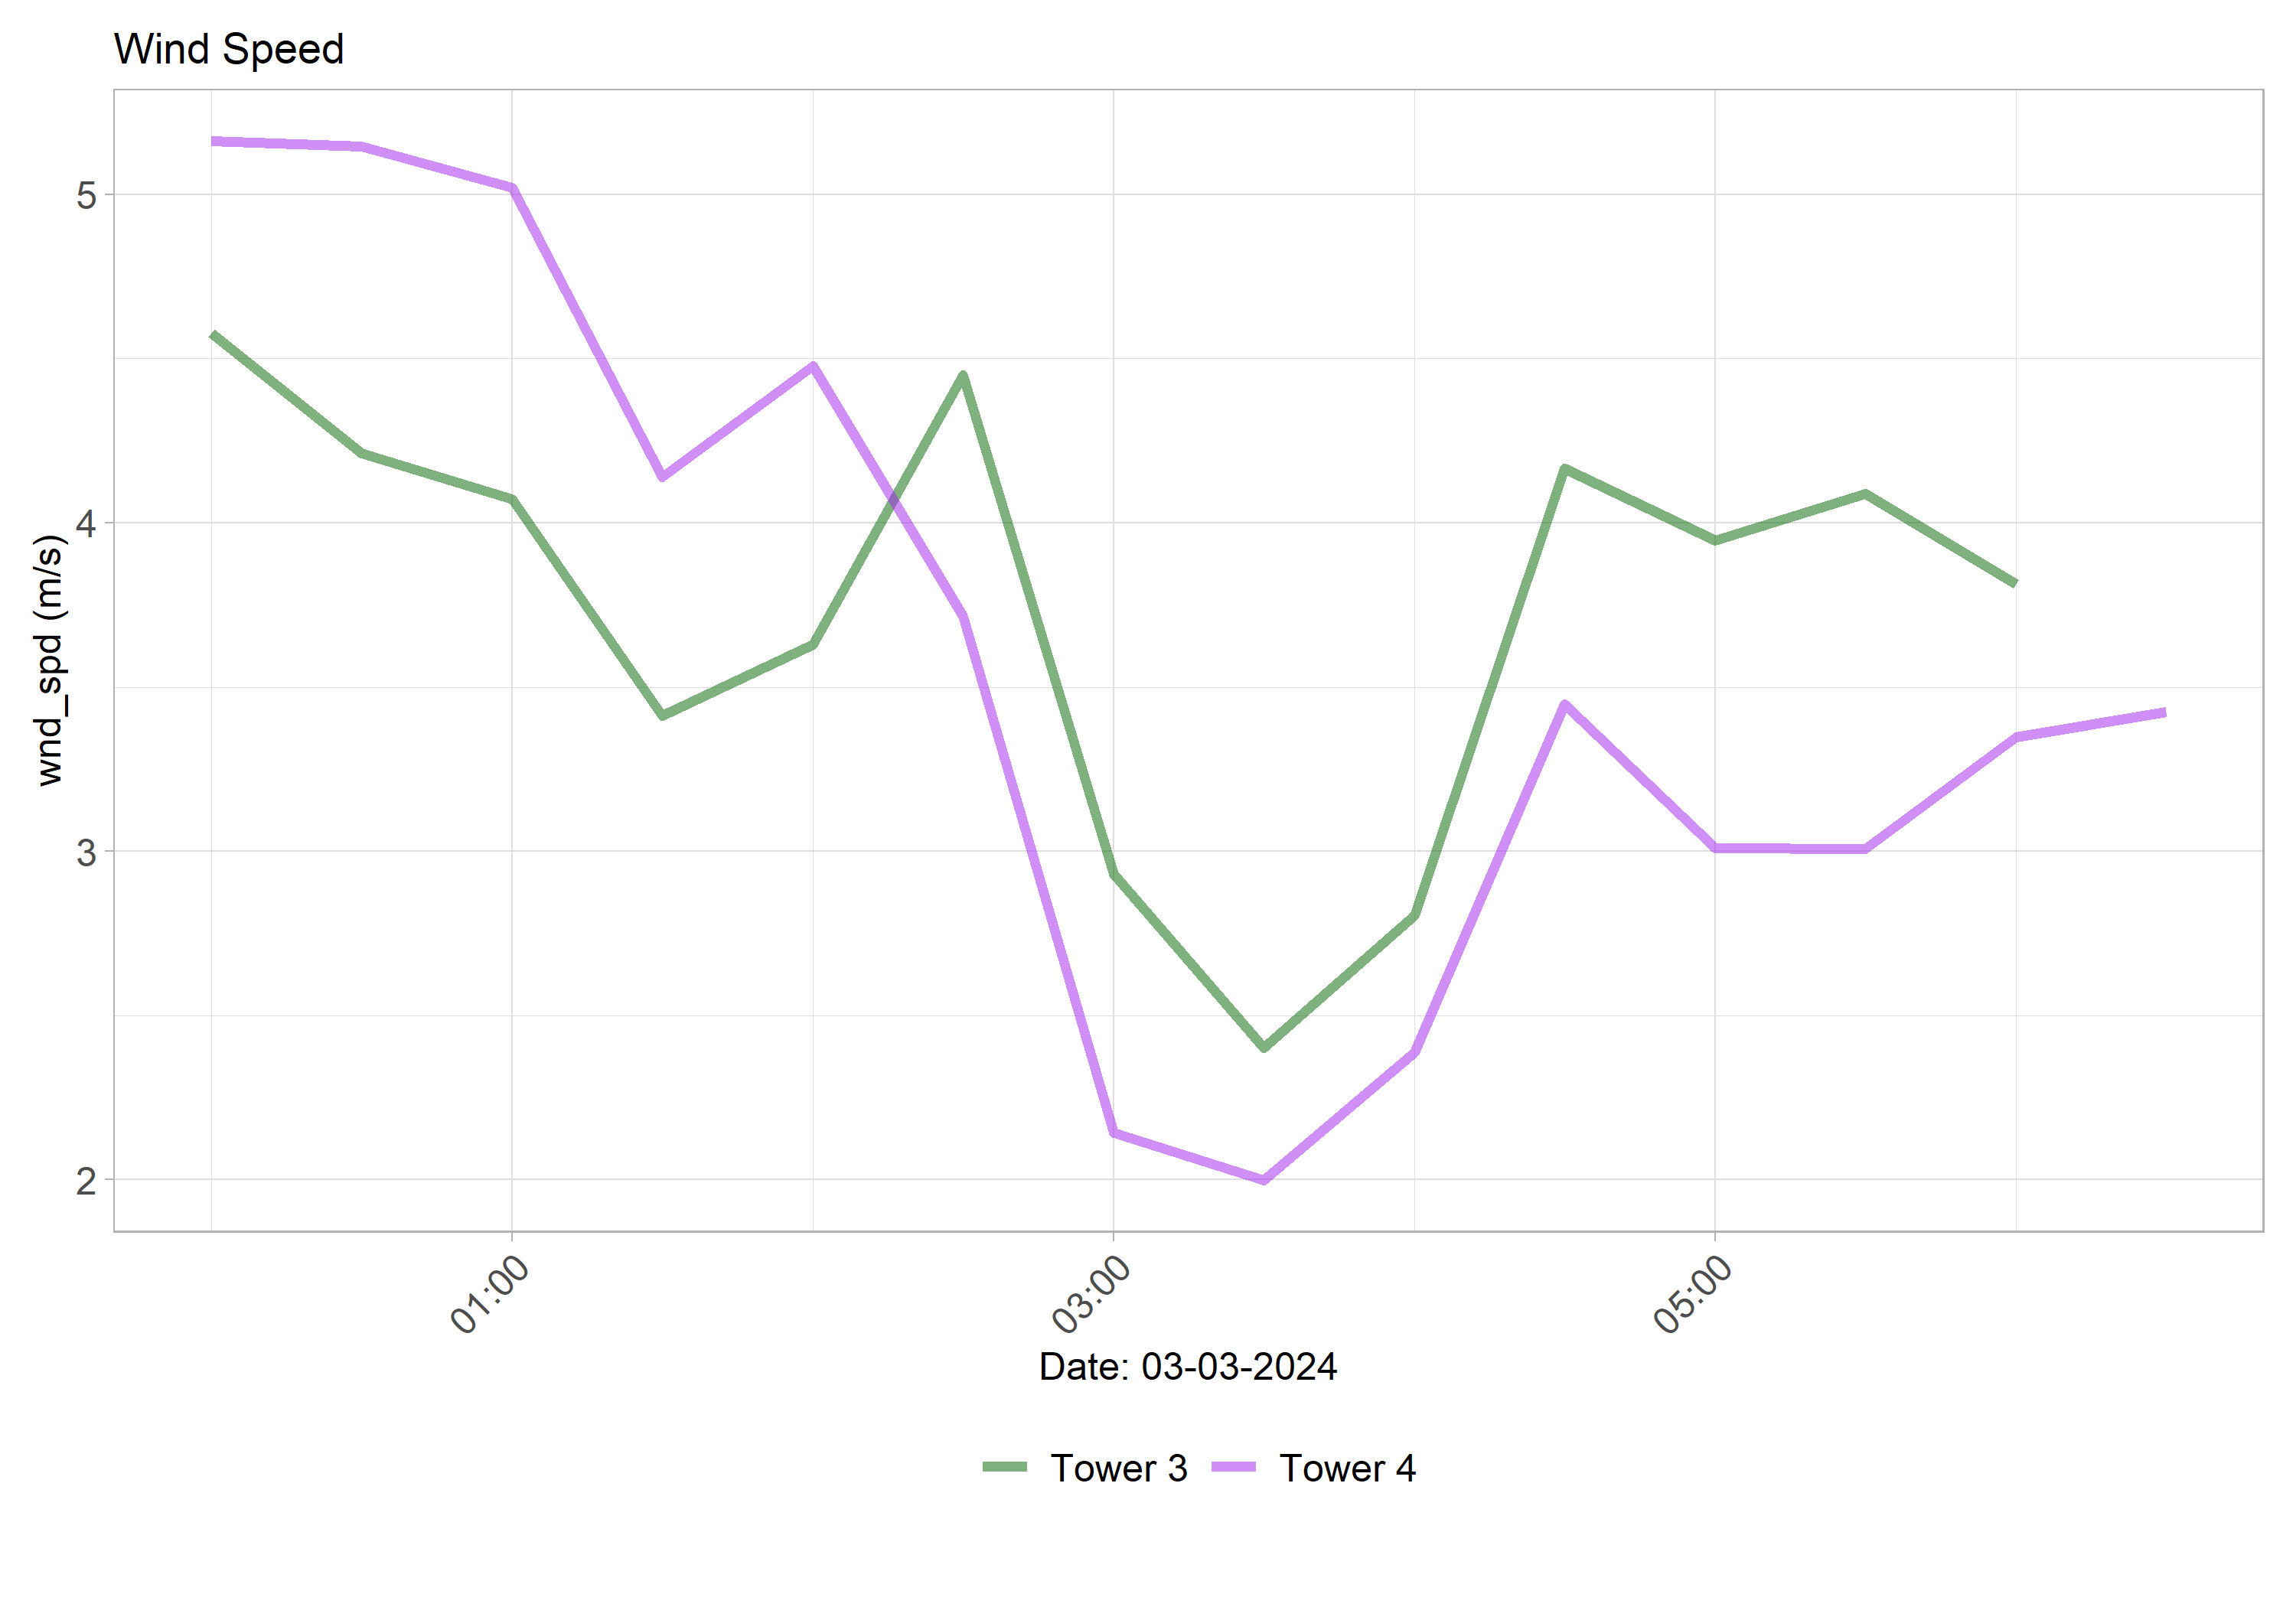 Wind Speed
5
4
3
2
wnd_spd (m/s)
01:00 03:00 05:00
Date: 03-03-2024
Tower 3 Tower 4